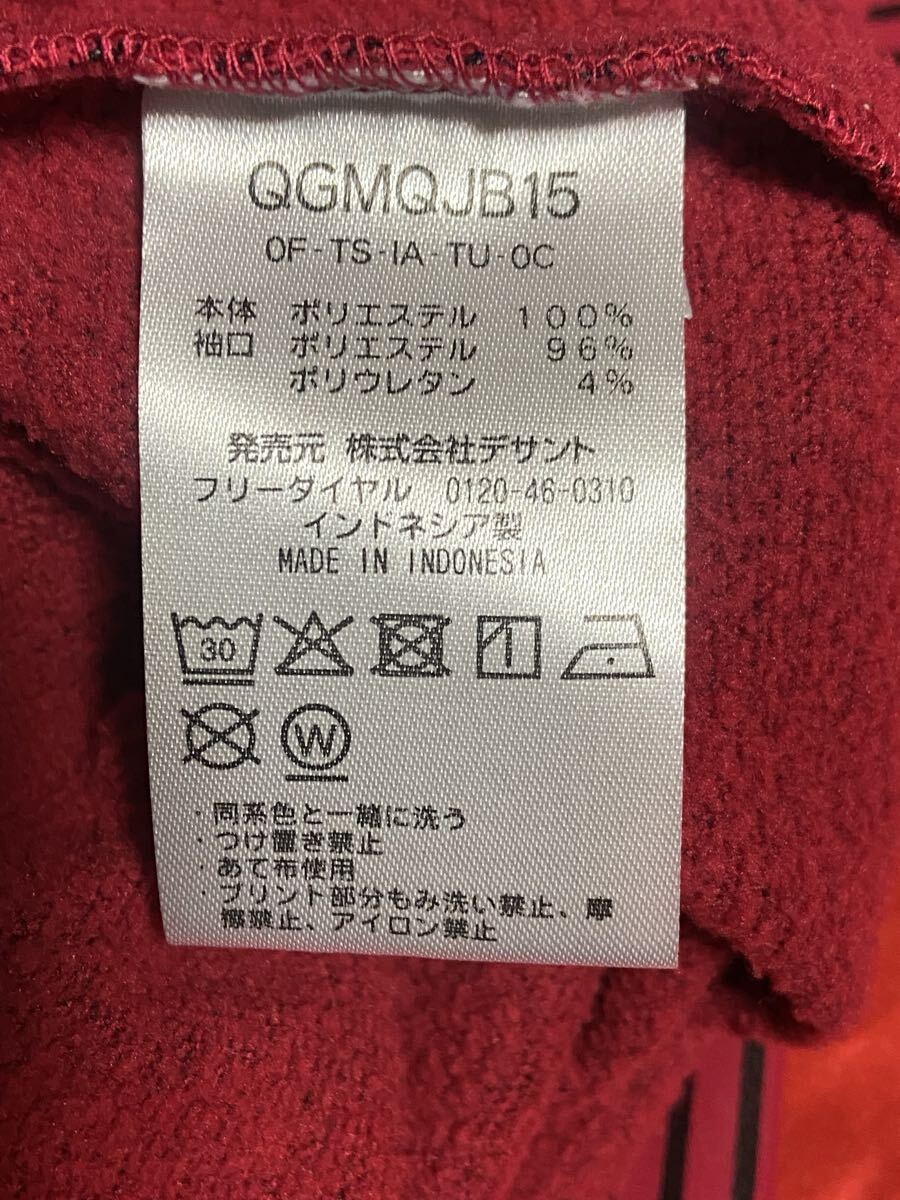 QGMQJB15
0F-TS-IA-TU-0C
本体 ポリエステル 100%
袖口 ポリエステル 96%
ポリウレタン 4%
発売元 株式会社デサント
フリーダイヤル 0120-46-0310
インドネシア製
MADE IN INDONESIA
30
W
・同系色と一緒に洗う
・つけ置き禁止
・あて布使用
・プリント部分もみ洗い禁止、摩
擦禁止、アイロン禁止